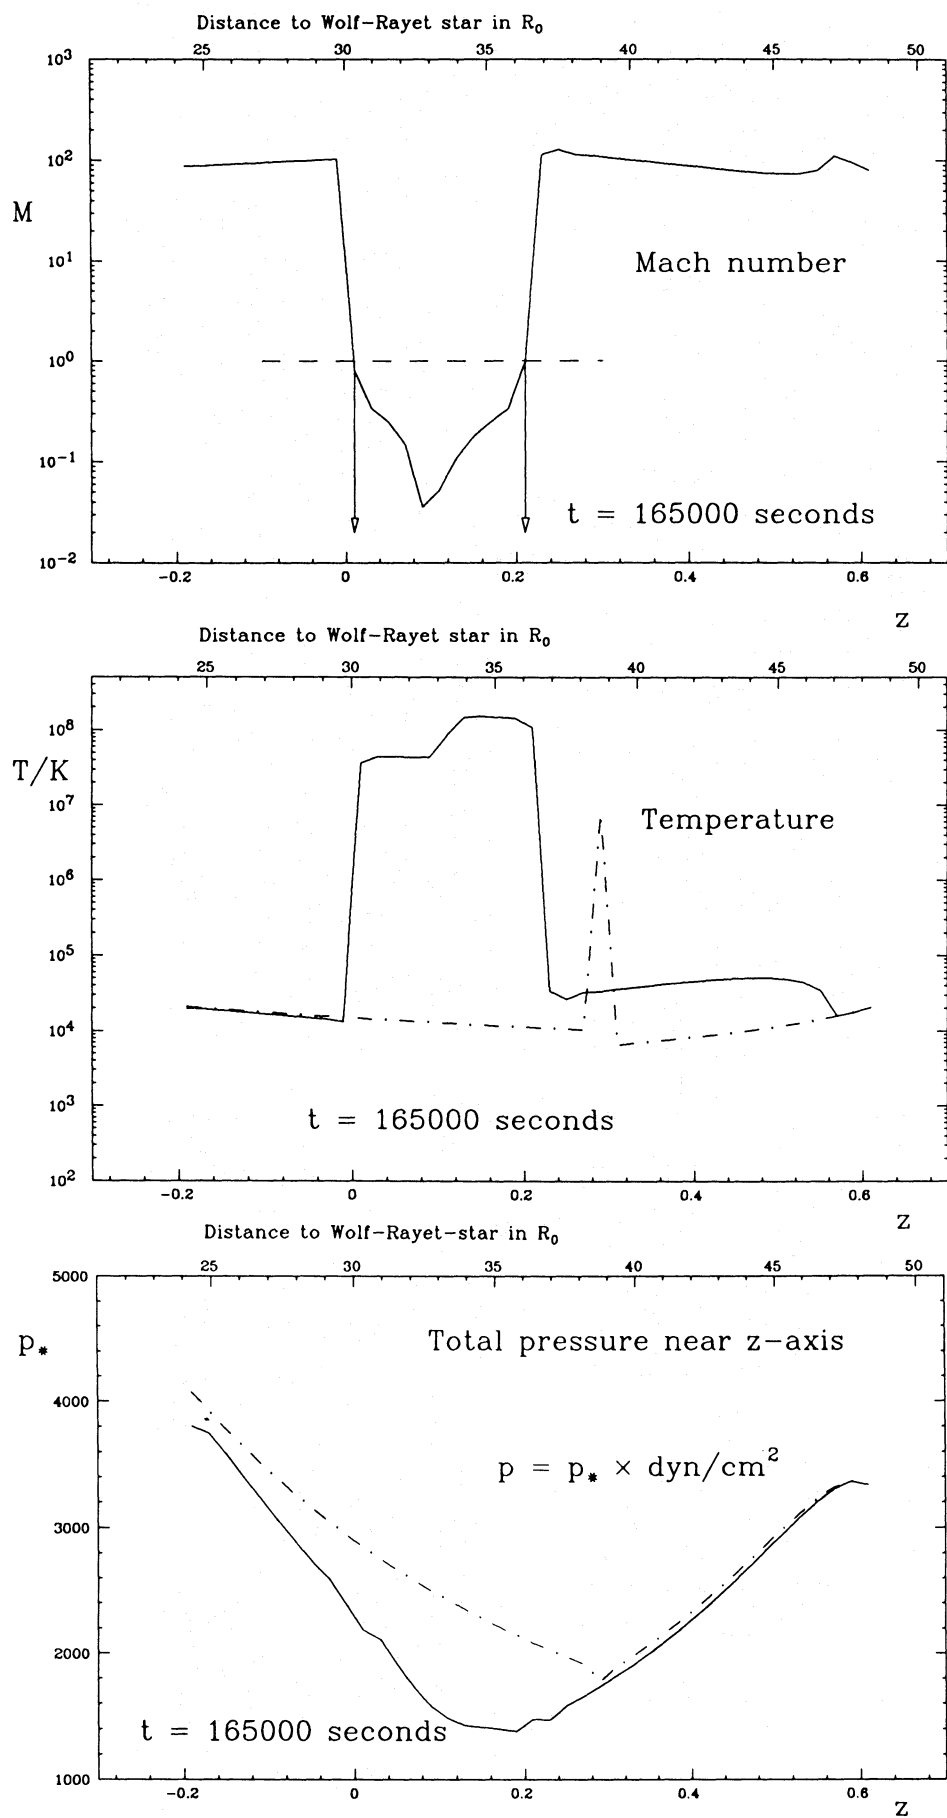 Distance to Wolf-Rayet star in R₀
25 30 35 40 45 50
10³
10²
M
10¹
Mach number
10⁰
10⁻¹
t = 165000 seconds
10⁻²
-0.2 0 0.2 0.4 0.6
z
Distance to Wolf-Rayet star in R₀
25 30 35 40 45 50
10⁸
T/K
10⁷
Temperature
10⁶
10⁵
10⁴
10³
t = 165000 seconds
10²
-0.2 0 0.2 0.4 0.6
z
Distance to Wolf-Rayet-star in R₀
25 30 35 40 45 50
5000
p* Total pressure near z-axis
4000
p = p* × dyn/cm²
3000
2000
t = 165000 seconds
1000
-0.2 0 0.2 0.4 0.6
z